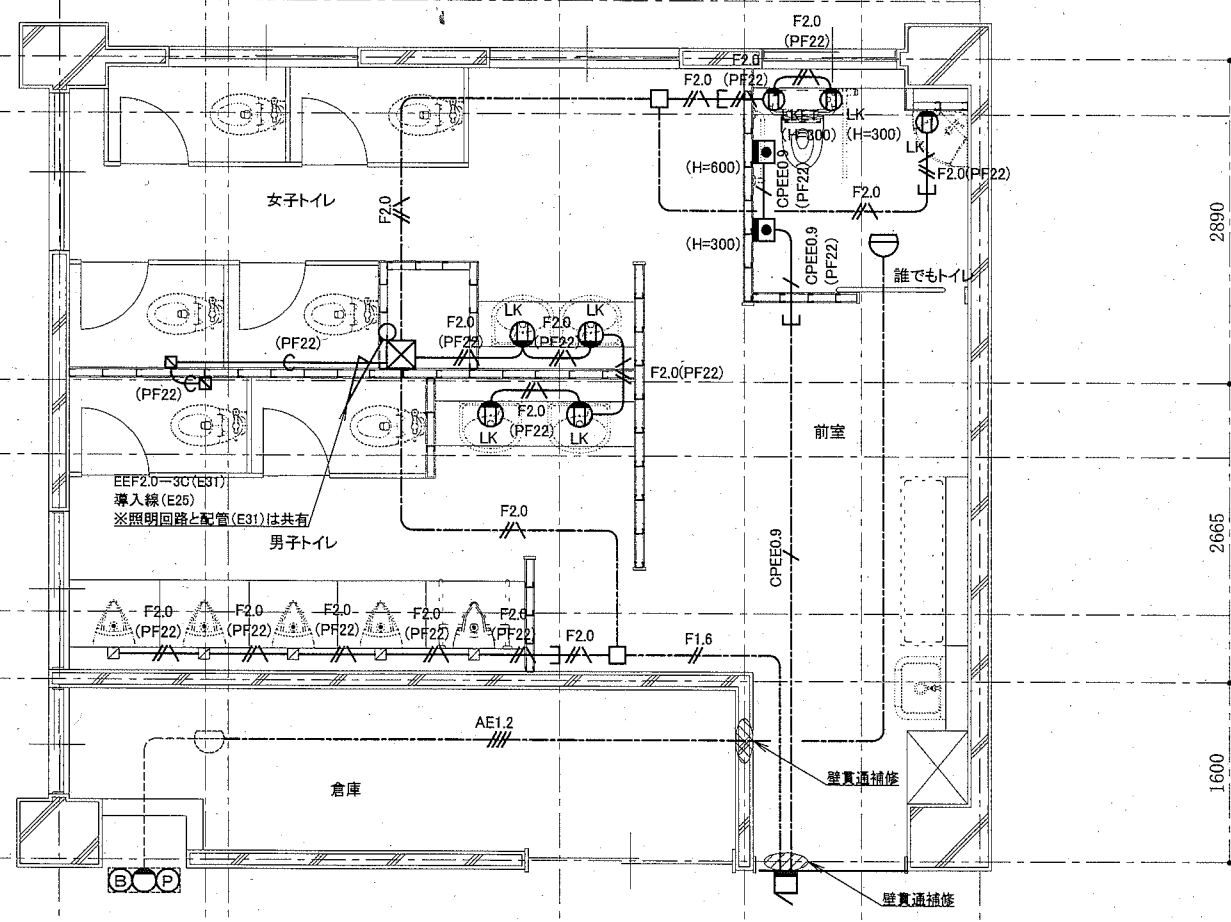 F2.0
(PF22)
F2.0
F2.0
(PF22)
LK
(H=300)
(H=300)
LK
F2.0(PF22)
(H=600)
CPEE0.9
(PF22)
F2.0
女子トイレ
F2.0
2890
(H=300)
CPEE0.9
(PF22)
誰でもトイレ
LK
LK
F2.0
(PF22)
F2.0
(PF22)
(PF22)
F2.0(PF22)
(PF22)
F2.0
(PF22)
LK
LK
前室
EEF2.0-3C(E31)
導入線(E25)
※照明回路と配管(E31)は共有
男子トイレ
F2.0
CPEE0.9
2665
F2.0
(PF22)
F2.0
(PF22)
F2.0
(PF22)
F2.0
(PF22)
F2.0
(PF22)
F2.0
F1.6
AE1.2
壁貫通補修
倉庫
1600
B
P
壁貫通補修